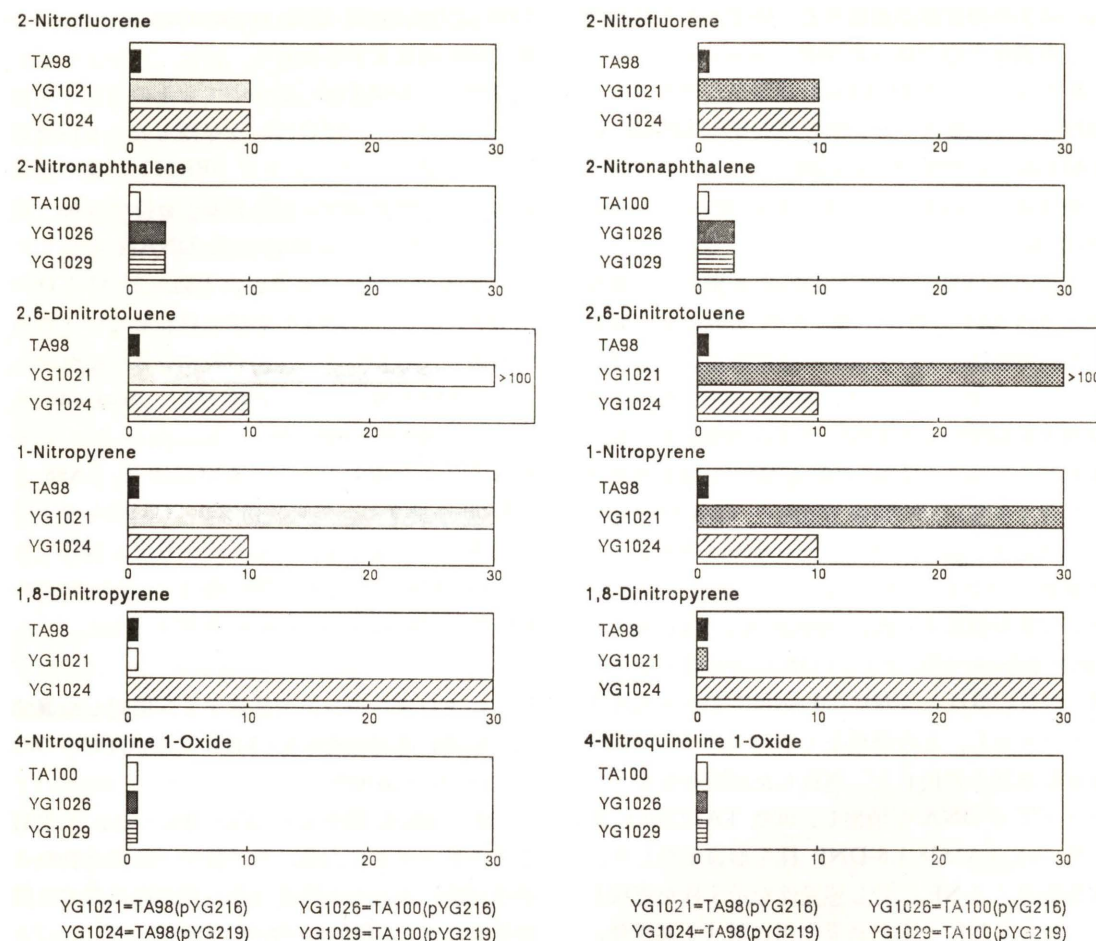 2-Nitrofluorene
TA98
YG1021
YG1024
0 10 20 30
2-Nitronaphthalene
TA100
YG1026
YG1029
0 10 20 30
2,6-Dinitrotoluene
TA98
YG1021
>100
YG1024
0 10 20
1-Nitropyrene
TA98
YG1021
YG1024
0 10 20 30
1,8-Dinitropyrene
TA98
YG1021
YG1024
0 10 20 30
4-Nitroquinoline 1-Oxide
TA100
YG1026
YG1029
0 10 20 30
YG1021=TA98(pYG216) YG1026=TA100(pYG216)
YG1024=TA98(pYG219) YG1029=TA100(pYG219)
2-Nitrofluorene
TA98
YG1021
YG1024
0 10 20 30
2-Nitronaphthalene
TA100
YG1026
YG1029
0 10 20 30
2,6-Dinitrotoluene
TA98
YG1021
>100
YG1024
0 10 20
1-Nitropyrene
TA98
YG1021
YG1024
0 10 20 30
1,8-Dinitropyrene
TA98
YG1021
YG1024
0 10 20 30
4-Nitroquinoline 1-Oxide
TA100
YG1026
YG1029
0 10 20 30
YG1021=TA98(pYG216) YG1026=TA100(pYG216)
YG1024=TA98(pYG219) YG1029=TA100(pYG219)